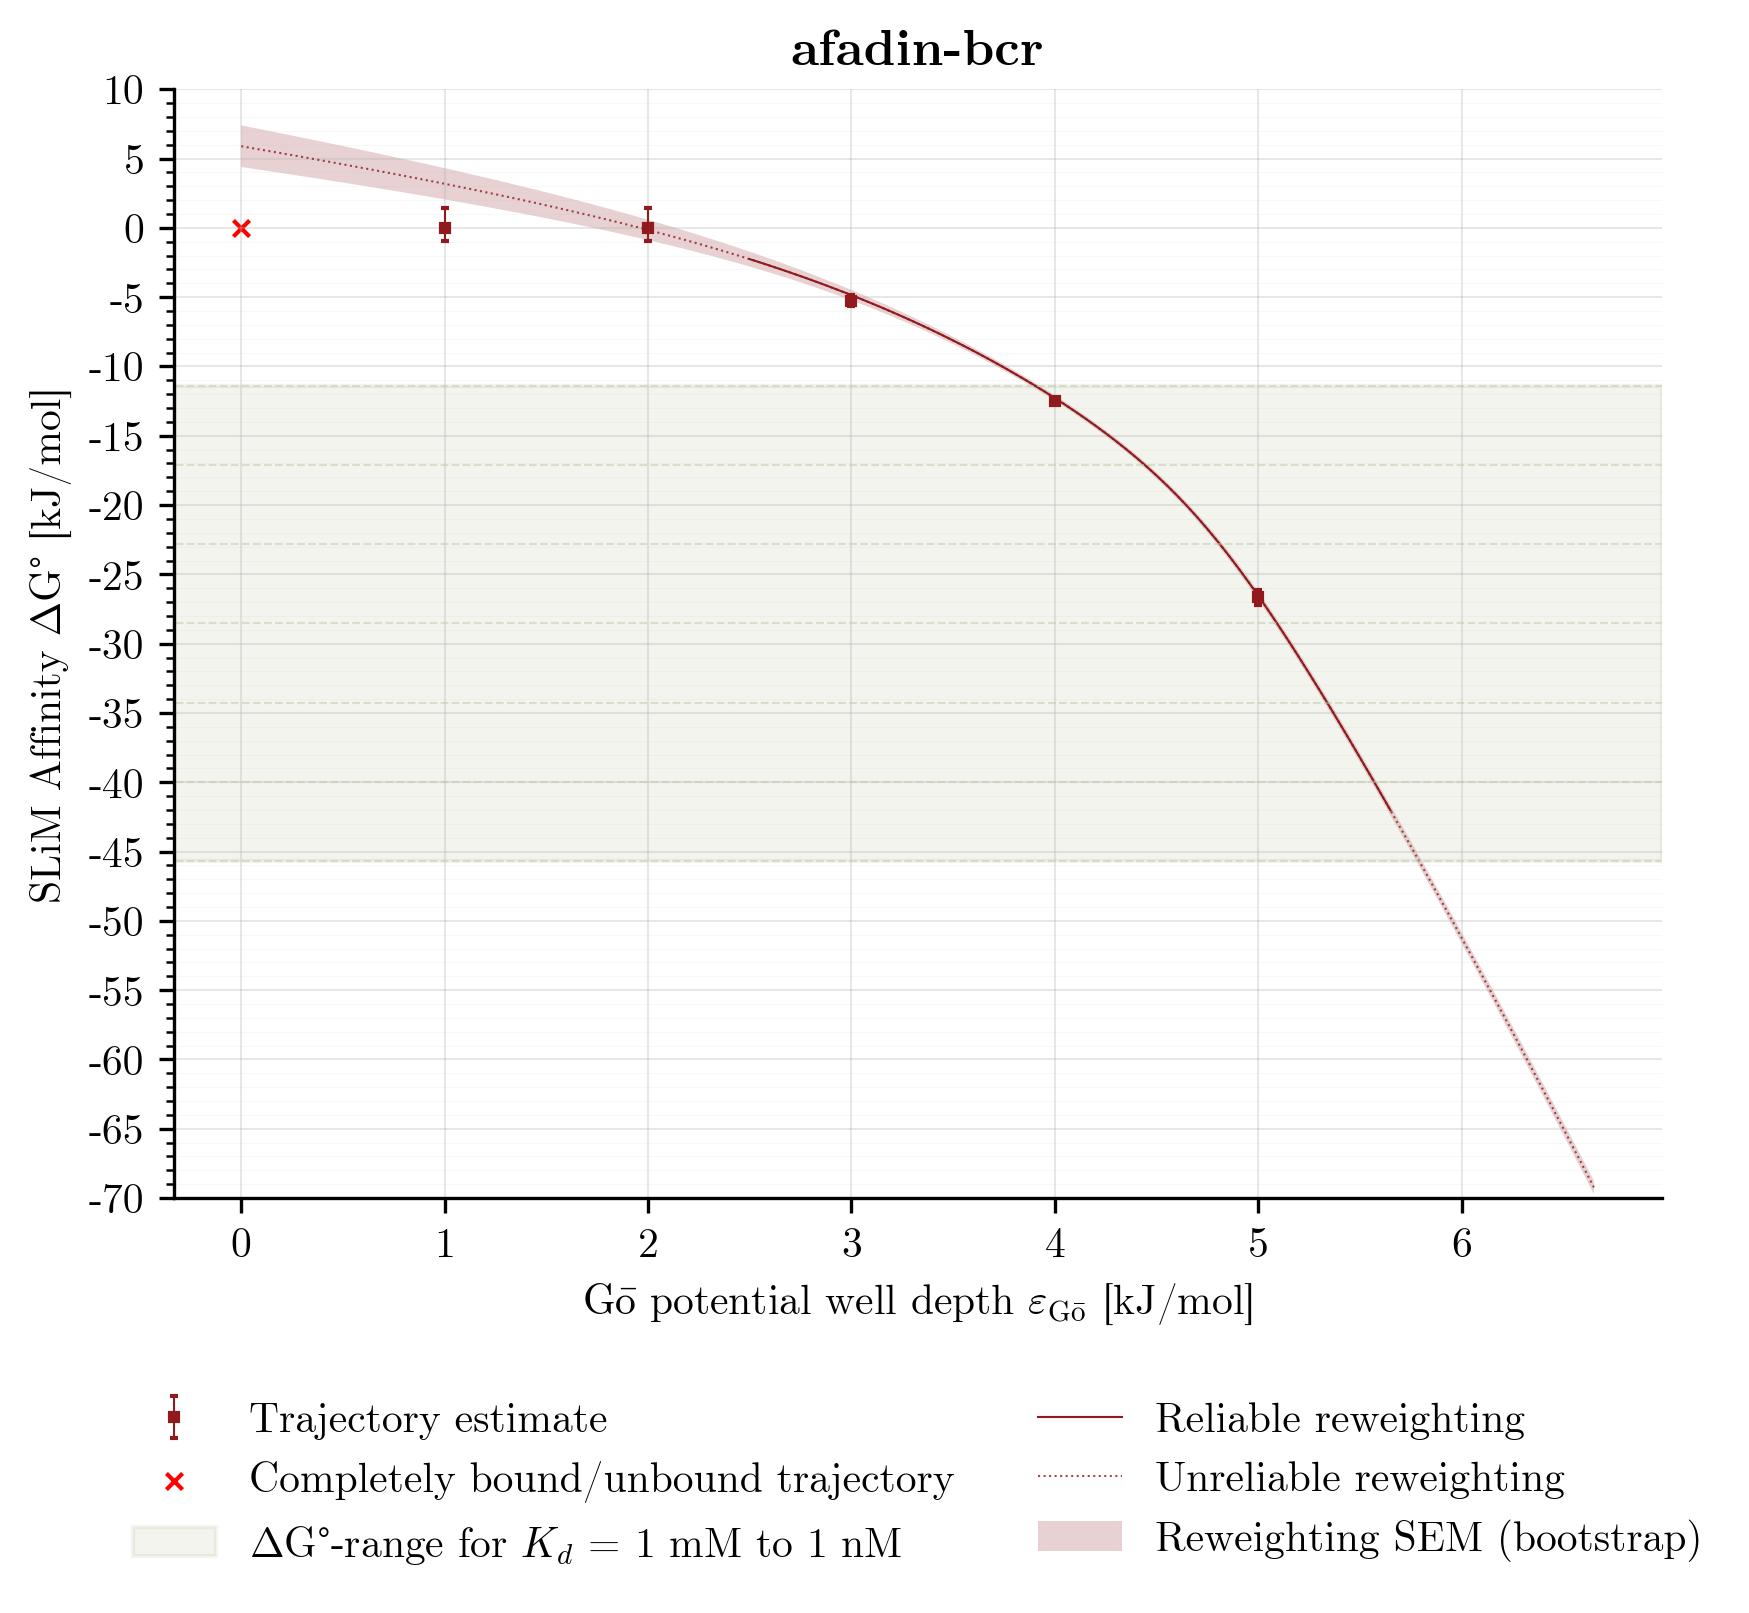 afadin-bcr
10
5
0
-5
-10
-15
-20
-25
-30
-35
-40
-45
-50
-55
-60
-65
-70
SLiM Affinity ΔG° [kJ/mol]
0 1 2 3 4 5 6
Gō potential well depth ε_Gō [kJ/mol]
Trajectory estimate
Completely bound/unbound trajectory
ΔG°-range for K_d = 1 mM to 1 nM
Reliable reweighting
Unreliable reweighting
Reweighting SEM (bootstrap)